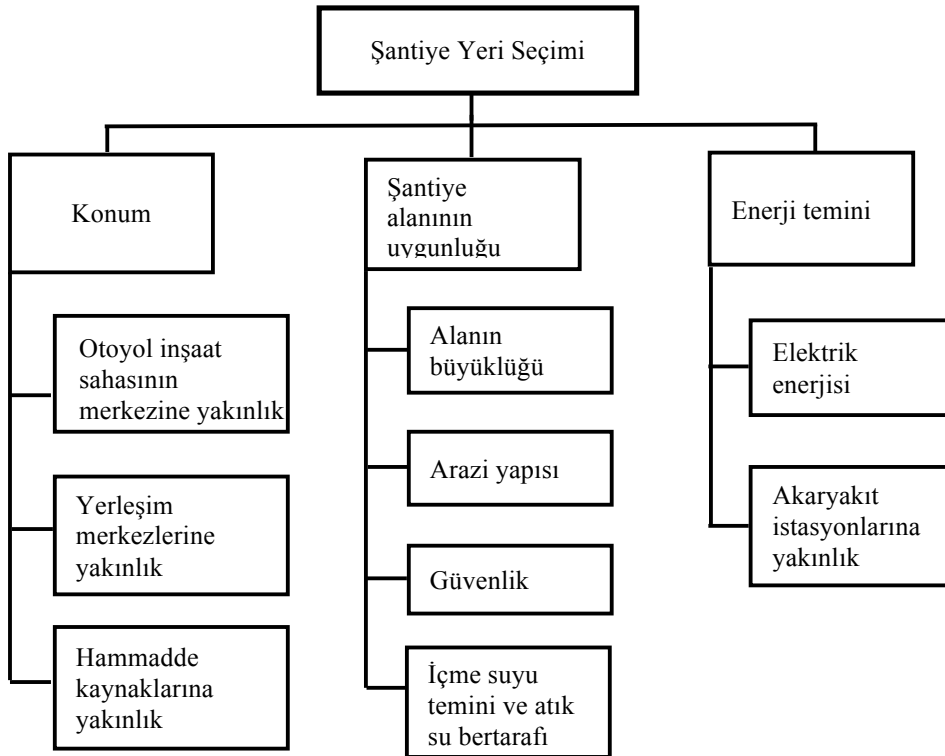 Şantiye Yeri Seçimi
Konum
Otoyol inşaat
sahasının
merkezine yakınlık
Yerleşim
merkezlerine
yakınlık
Hammadde
kaynaklarına
yakınlık
Şantiye
alanının
uygunluğu
Alanın
büyüklüğü
Arazi yapısı
Güvenlik
İçme suyu
temini ve atık
su bertarafı
Enerji temini
Elektrik
enerjisi
Akaryakıt
istasyonlarına
yakınlık